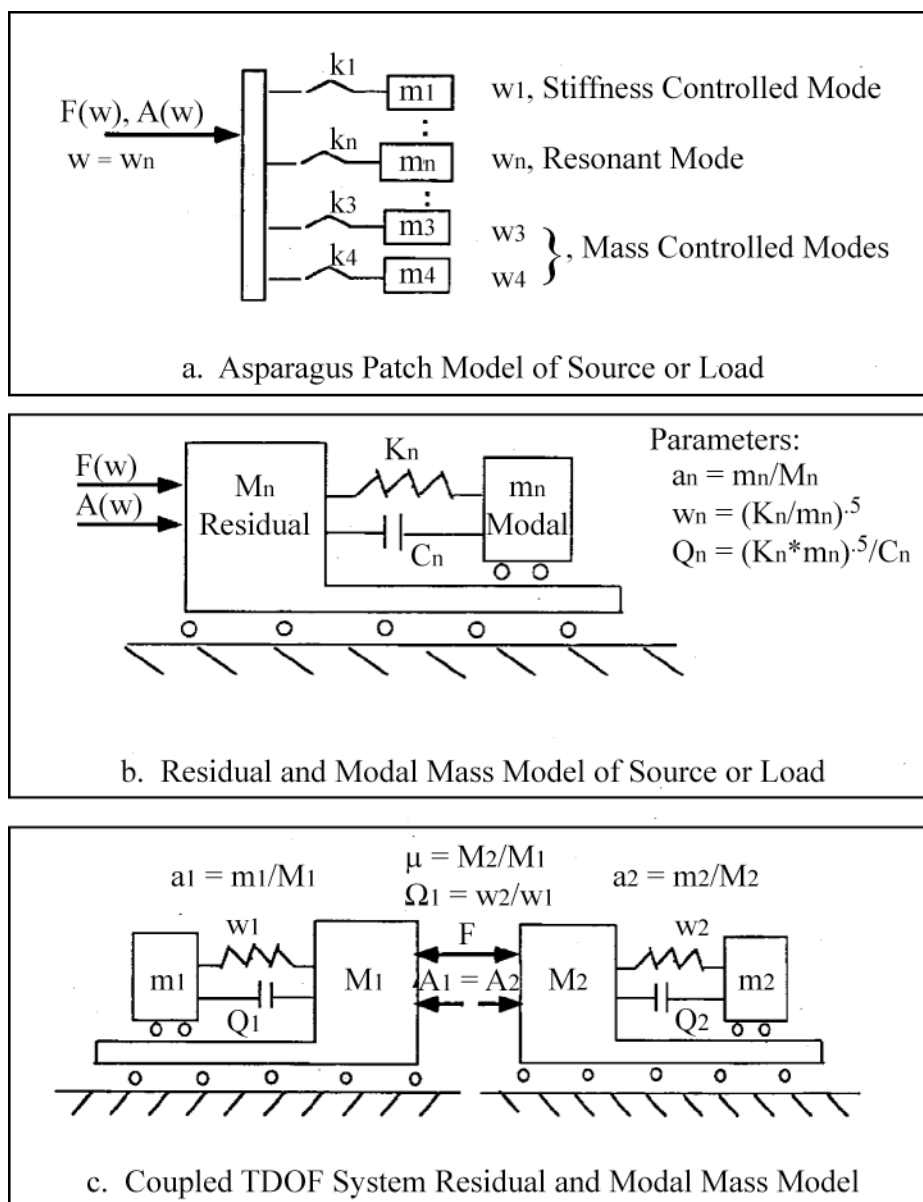 k1
m1
w1, Stiffness Controlled Mode
F(w), A(w)
w = wn
kn
mn
wn, Resonant Mode
k3
m3
w3
k4
m4
w4
}, Mass Controlled Modes
a. Asparagus Patch Model of Source or Load
Parameters:
an = mn/Mn
wn = (Kn/mn).5
Qn = (Kn*mn).5/Cn
F(w)
A(w)
Mn
Residual
Kn
Cn
mn
Modal
b. Residual and Modal Mass Model of Source or Load
μ = M2/M1
a1 = m1/M1
Ω1 = w2/w1
a2 = m2/M2
w1
F
w2
m1
M1
A1 = A2
M2
m2
Q1
Q2
c. Coupled TDOF System Residual and Modal Mass Model